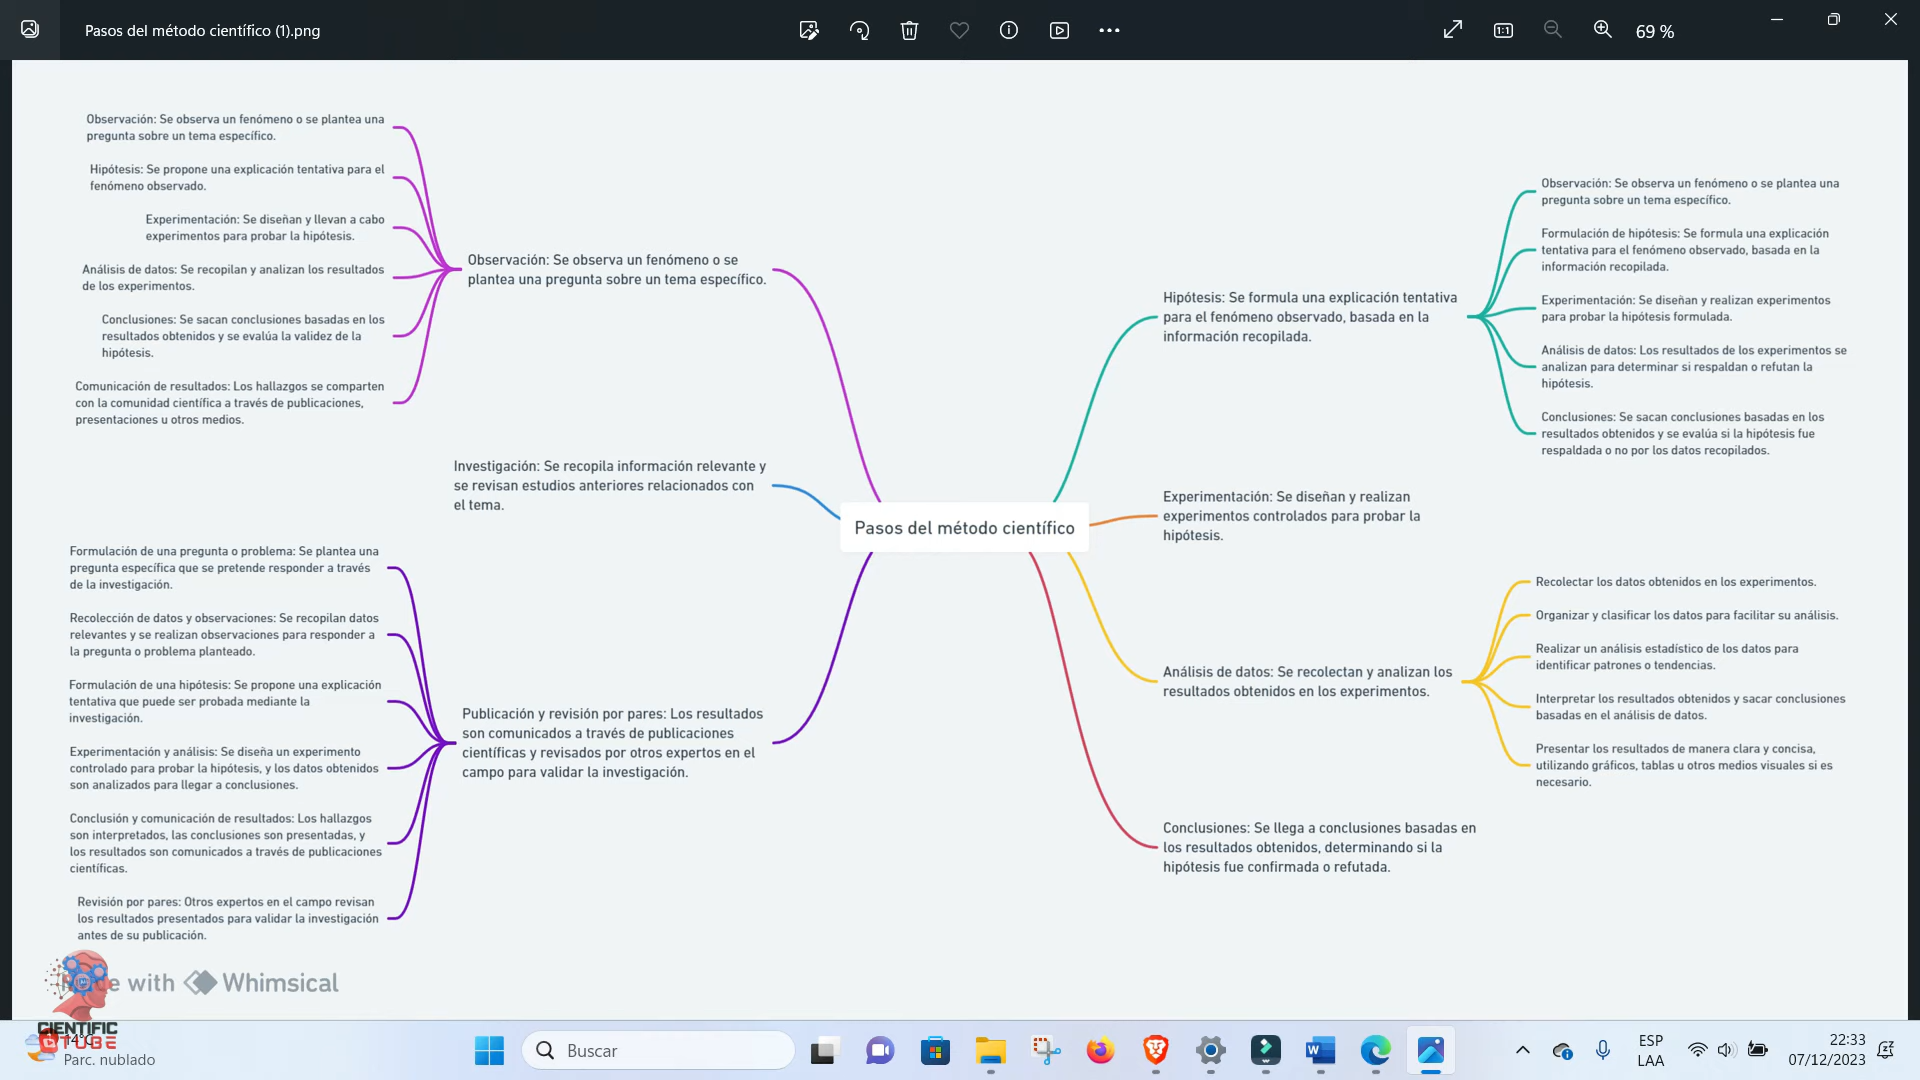 Pasos del método científico (1).png
69 %
Observación: Se observa un fenómeno o se plantea una
pregunta sobre un tema específico.
Hipótesis: Se propone una explicación tentativa para el
fenómeno observado.
Experimentación: Se diseñan y llevan a cabo
experimentos para probar la hipótesis.
Análisis de datos: Se recopilan y analizan los resultados
de los experimentos.
Conclusiones: Se sacan conclusiones basadas en los
resultados obtenidos y se evalúa la validez de la
hipótesis.
Comunicación de resultados: Los hallazgos se comparten
con la comunidad científica a través de publicaciones,
presentaciones u otros medios.
Observación: Se observa un fenómeno o se
plantea una pregunta sobre un tema específico.
Investigación: Se recopila información relevante y
se revisan estudios anteriores relacionados con
el tema.
Formulación de una pregunta o problema: Se plantea una
pregunta específica que se pretende responder a través
de la investigación.
Recolección de datos y observaciones: Se recopilan datos
relevantes y se realizan observaciones para responder a
la pregunta o problema planteado.
Formulación de una hipótesis: Se propone una explicación
tentativa que puede ser probada mediante la
investigación.
Experimentación y análisis: Se diseña un experimento
controlado para probar la hipótesis, y los datos obtenidos
son analizados para llegar a conclusiones.
Conclusión y comunicación de resultados: Los hallazgos
son interpretados, las conclusiones son presentadas, y
los resultados son comunicados a través de publicaciones
científicas.
Revisión por pares: Otros expertos en el campo revisan
los resultados presentados para validar la investigación
antes de su publicación.
Publicación y revisión por pares: Los resultados
son comunicados a través de publicaciones
científicas y revisados por otros expertos en el
campo para validar la investigación.
Pasos del método científico
Hipótesis: Se formula una explicación tentativa
para el fenómeno observado, basada en la
información recopilada.
Observación: Se observa un fenómeno o se plantea una
pregunta sobre un tema específico.
Formulación de hipótesis: Se formula una explicación
tentativa para el fenómeno observado, basada en la
información recopilada.
Experimentación: Se diseñan y realizan experimentos
para probar la hipótesis formulada.
Análisis de datos: Los resultados de los experimentos se
analizan para determinar si respaldan o refutan la
hipótesis.
Conclusiones: Se sacan conclusiones basadas en los
resultados obtenidos y se evalúa si la hipótesis fue
respaldada o no por los datos recopilados.
Experimentación: Se diseñan y realizan
experimentos controlados para probar la
hipótesis.
Análisis de datos: Se recolectan y analizan los
resultados obtenidos en los experimentos.
Recolectar los datos obtenidos en los experimentos.
Organizar y clasificar los datos para facilitar su análisis.
Realizar un análisis estadístico de los datos para
identificar patrones o tendencias.
Interpretar los resultados obtenidos y sacar conclusiones
basadas en el análisis de datos.
Presentar los resultados de manera clara y concisa,
utilizando gráficos, tablas u otros medios visuales si es
necesario.
Conclusiones: Se llega a conclusiones basadas en
los resultados obtenidos, determinando si la
hipótesis fue confirmada o refutada.
with Whimsical
CIENTIFIC
TUBE
14°C
Parc. nublado
Buscar
ESP
LAA
22:33
07/12/2023